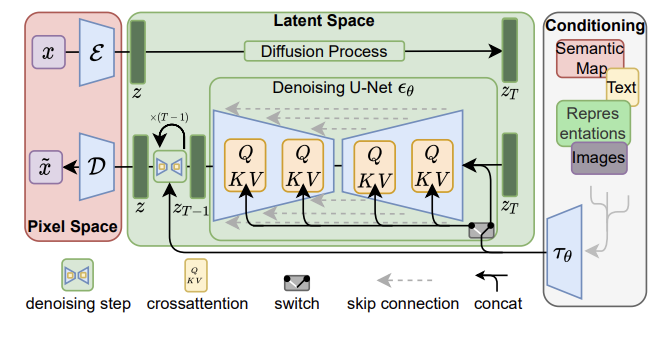 Latent Space
Conditioning
x
ℰ
Diffusion Process
Semantic
Map
z
z_T
Text
Denoising U-Net ϵ_θ
Repres
entations
×(T−1)
Images
Q
KV
Q
KV
Q
KV
Q
KV
x̃
𝒟
z
z_{T−1}
z_T
Pixel Space
τ_θ
Q
KV
denoising step
crossattention
switch
skip connection
concat